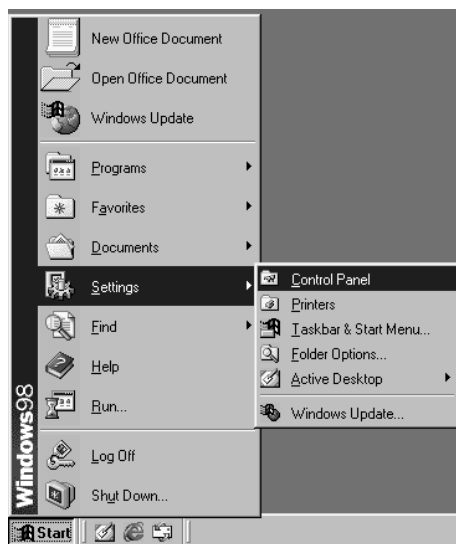 New Office Document
Open Office Document
Windows Update
Programs
Favorites
Documents
Settings
Find
Help
Run...
Log Off
Shut Down...
Control Panel
Printers
Taskbar & Start Menu...
Folder Options...
Active Desktop
Windows Update...
Windows98
Start